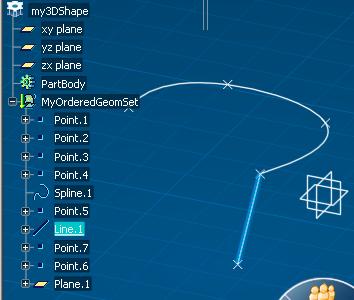 my3DShape
xy plane
yz plane
zx plane
PartBody
MyOrderedGeomSet
Point.1
Point.2
Point.3
Point.4
Spline.1
Point.5
Line.1
Point.7
Point.6
Plane.1